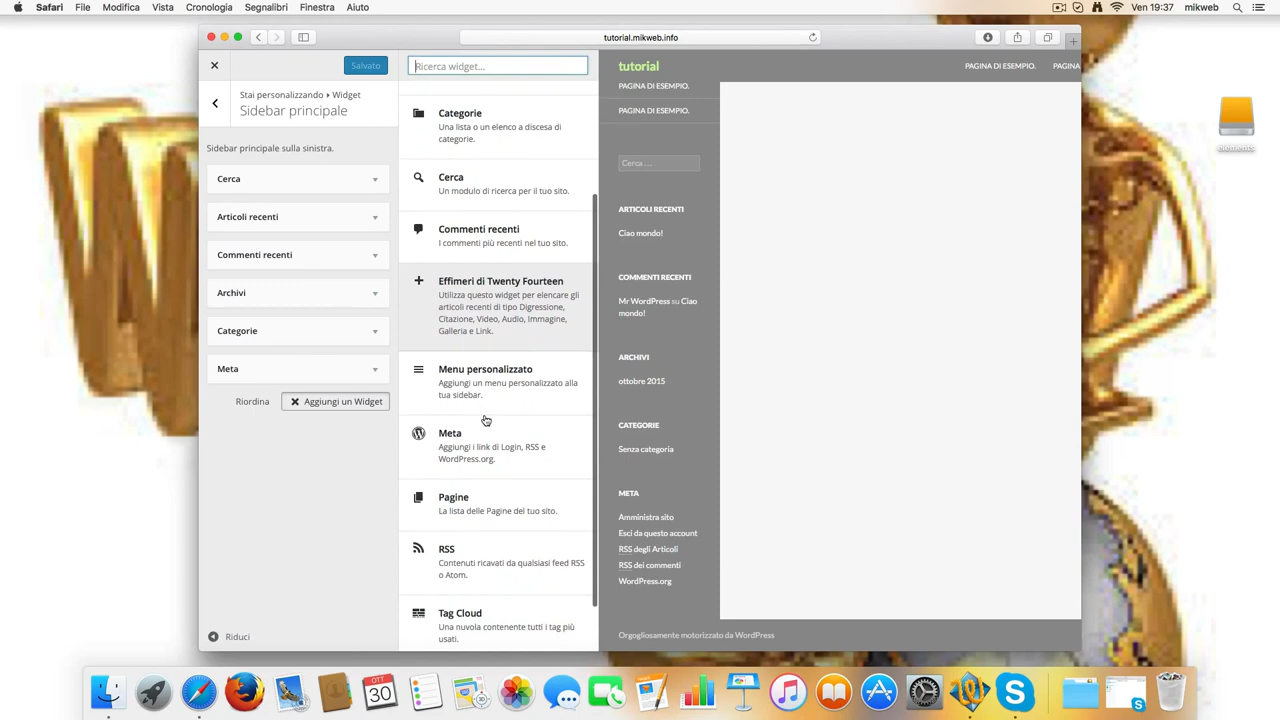 Safari File Modifica Vista Cronologia Segnalibri Finestra Aiuto Ven 19:37 mikweb
tutorial.mikweb.info
Salvato
Stai personalizzando ▸ Widget
Sidebar principale
Sidebar principale sulla sinistra.
Cerca
Articoli recenti
Commenti recenti
Archivi
Categorie
Meta
Riordina
Aggiungi un Widget
Riduci
Ricerca widget...
Categorie
Una lista o un elenco a discesa di
categorie.
Cerca
Un modulo di ricerca per il tuo sito.
Commenti recenti
I commenti più recenti nel tuo sito.
Effimeri di Twenty Fourteen
Utilizza questo widget per elencare gli
articoli recenti di tipo Digressione,
Citazione, Video, Audio, Immagine,
Galleria e Link.
Menu personalizzato
Aggiungi un menu personalizzato alla
tua sidebar.
Meta
Aggiungi i link di Login, RSS e
WordPress.org.
Pagine
La lista delle Pagine del tuo sito.
RSS
Contenuti ricavati da qualsiasi feed RSS
o Atom.
Tag Cloud
Una nuvola contenente tutti i tag più
usati.
tutorial
PAGINA DI ESEMPIO. PAGINA
PAGINA DI ESEMPIO.
PAGINA DI ESEMPIO.
Cerca ...
ARTICOLI RECENTI
Ciao mondo!
COMMENTI RECENTI
Mr WordPress su Ciao
mondo!
ARCHIVI
ottobre 2015
CATEGORIE
Senza categoria
META
Amministra sito
Esci da questo account
RSS degli Articoli
RSS dei commenti
WordPress.org
Orgogliosamente motorizzato da WordPress
elements
OTT
30